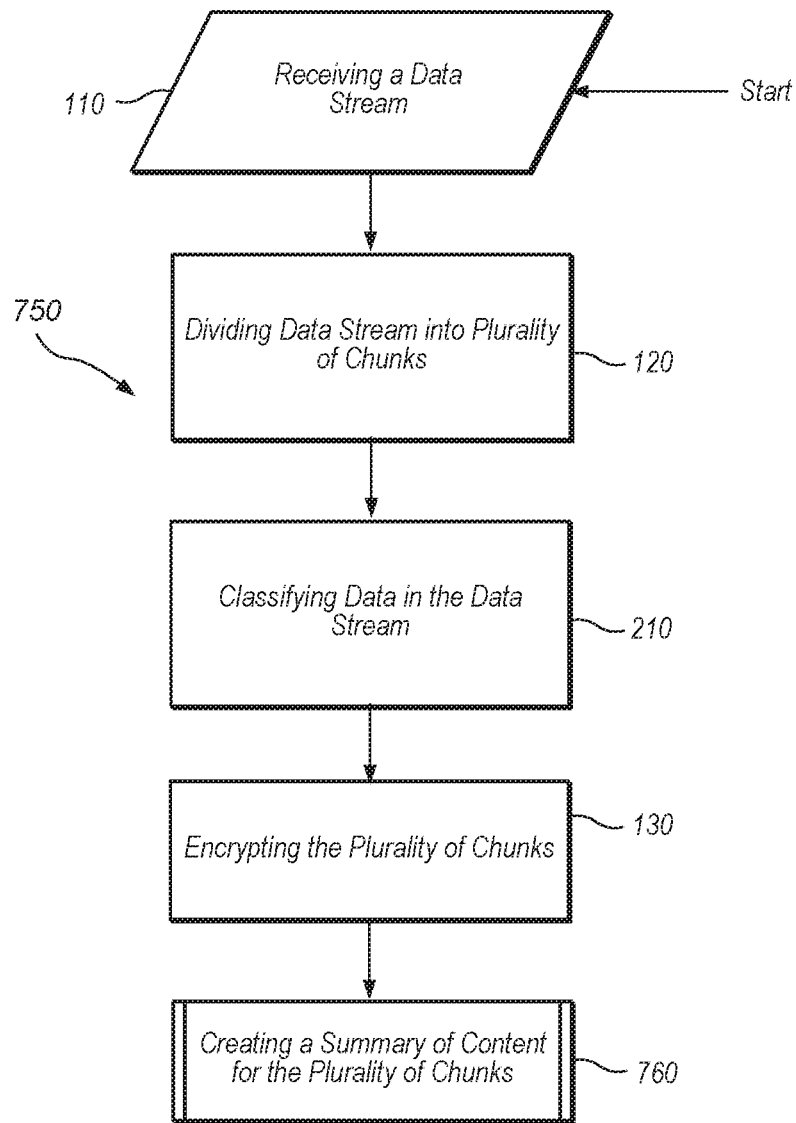 Receiving a Data
Stream
110
Start
750
Dividing Data Stream into Plurality
of Chunks
120
Classifying Data in the Data
Stream
210
Encrypting the Plurality of Chunks
130
Creating a Summary of Content
for the Plurality of Chunks
760